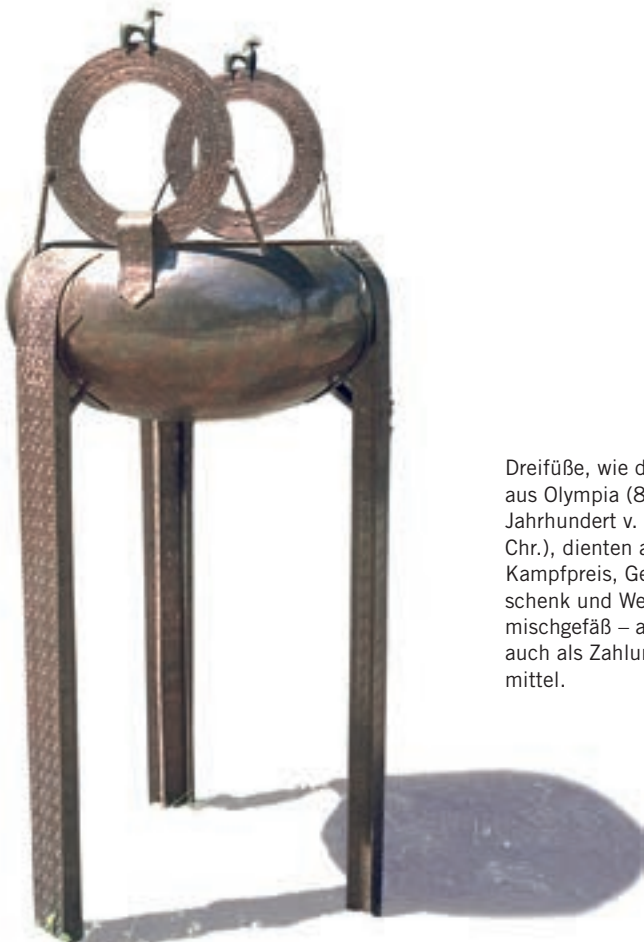 Dreifüße, wie d
aus Olympia (8
Jahrhundert v.
Chr.), dienten a
Kampfpreis, Ge
schenk und We
mischgefäß – a
auch als Zahlun
mittel.